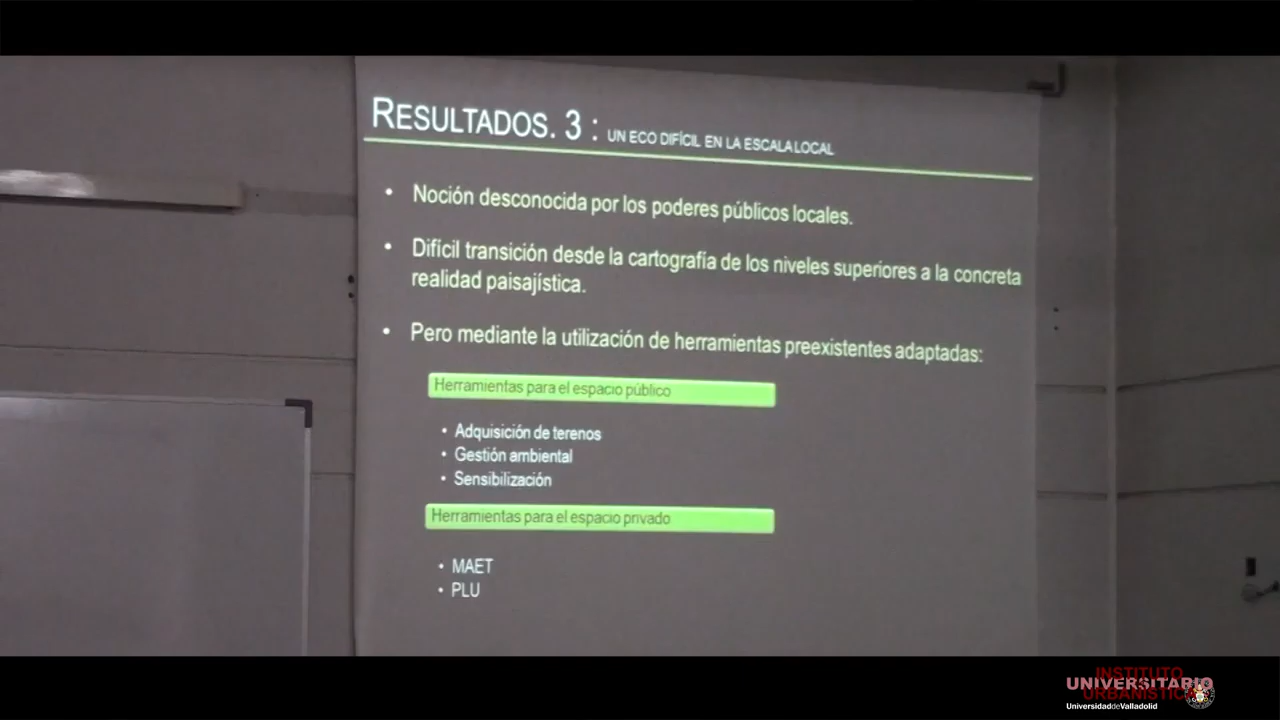 RESULTADOS. 3 : UN ECO DIFÍCIL EN LA ESCALA LOCAL
• Noción desconocida por los poderes públicos locales.
• Difícil transición desde la cartografía de los niveles superiores a la concreta
realidad paisajística.
• Pero mediante la utilización de herramientas preexistentes adaptadas:
Herramientas para el espacio público
• Adquisición de terenos
• Gestión ambiental
• Sensibilización
Herramientas para el espacio privado
• MAET
• PLU
INSTITUTO
UNIVERSITARIO
URBANÍSTICA
UniversidaddeValladolid